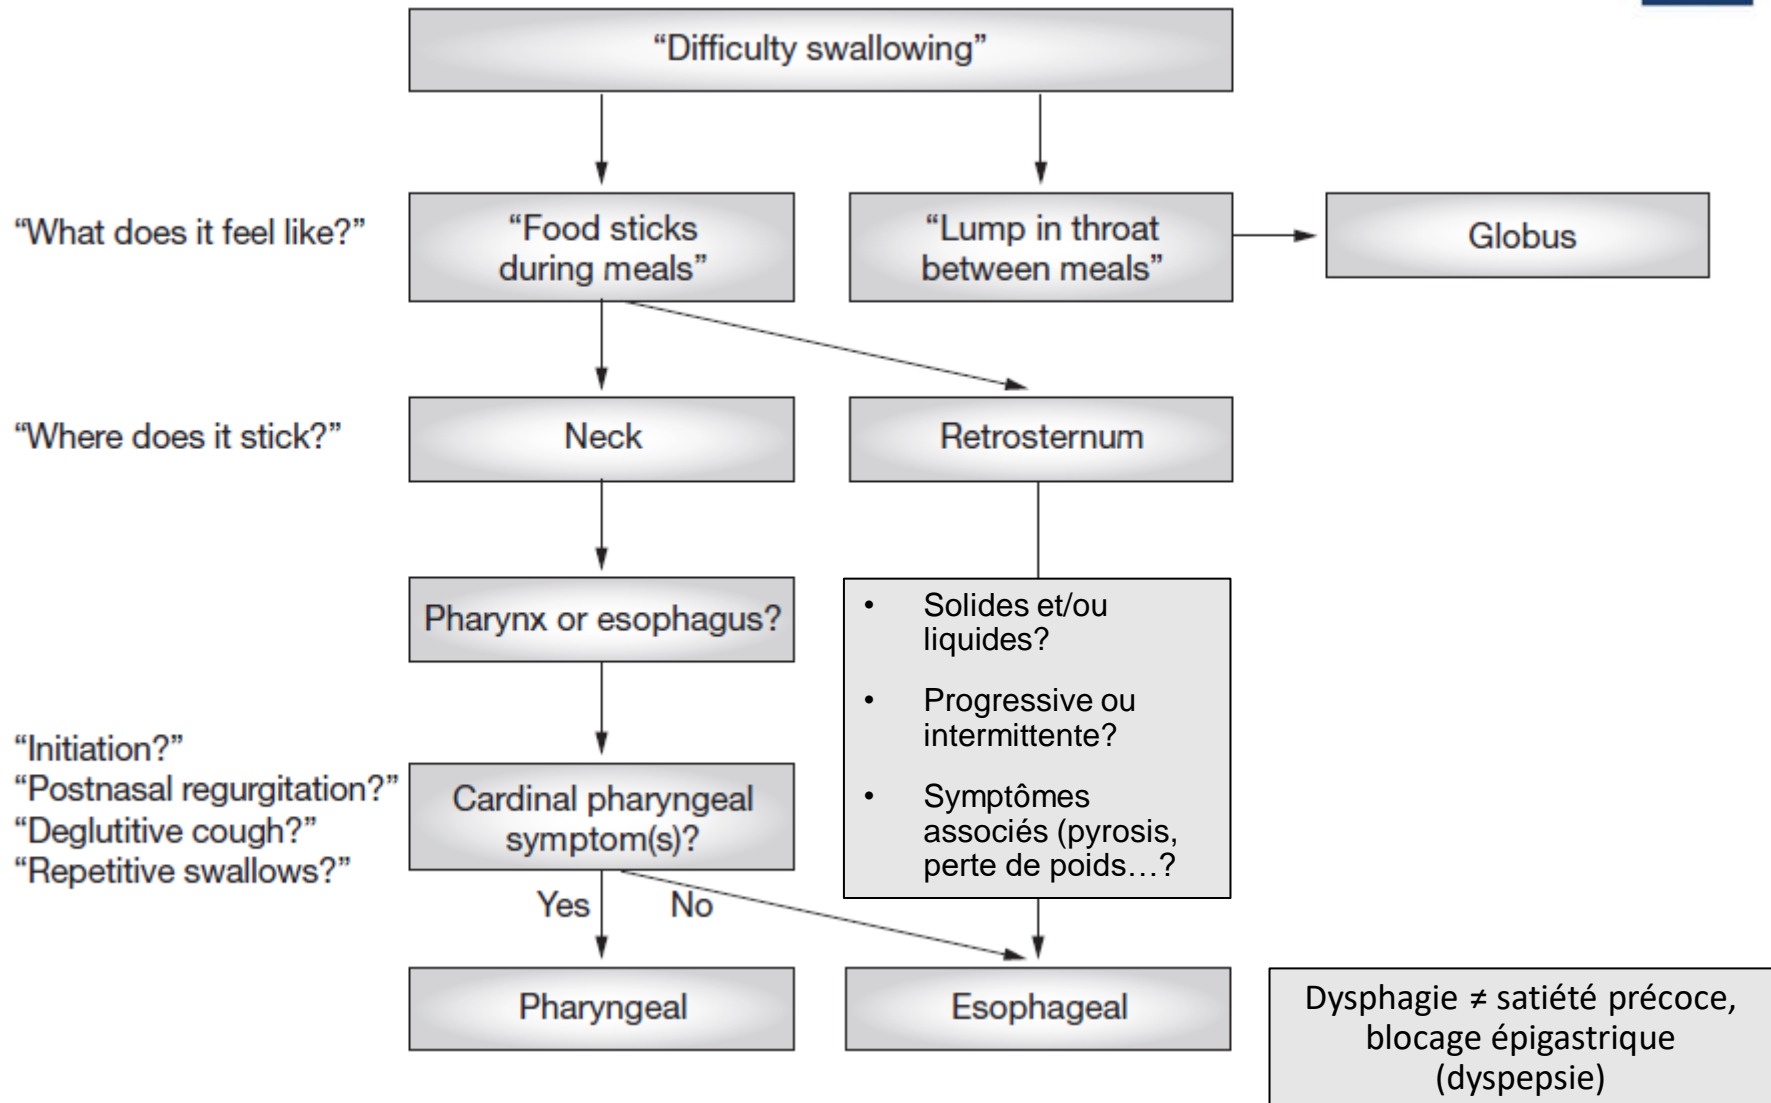 “Difficulty swallowing”
“What does it feel like?”
“Food sticks
during meals”
“Lump in throat
between meals”
Globus
“Where does it stick?”
Neck
Retrosternum
Pharynx or esophagus?
• Solides et/ou
liquides?
• Progressive ou
intermittente?
• Symptômes
associés (pyrosis,
perte de poids…?
“Initiation?”
“Postnasal regurgitation?”
“Deglutitive cough?”
“Repetitive swallows?”
Cardinal pharyngeal
symptom(s)?
Yes
No
Pharyngeal
Esophageal
Dysphagie ≠ satiété précoce,
blocage épigastrique
(dyspepsie)